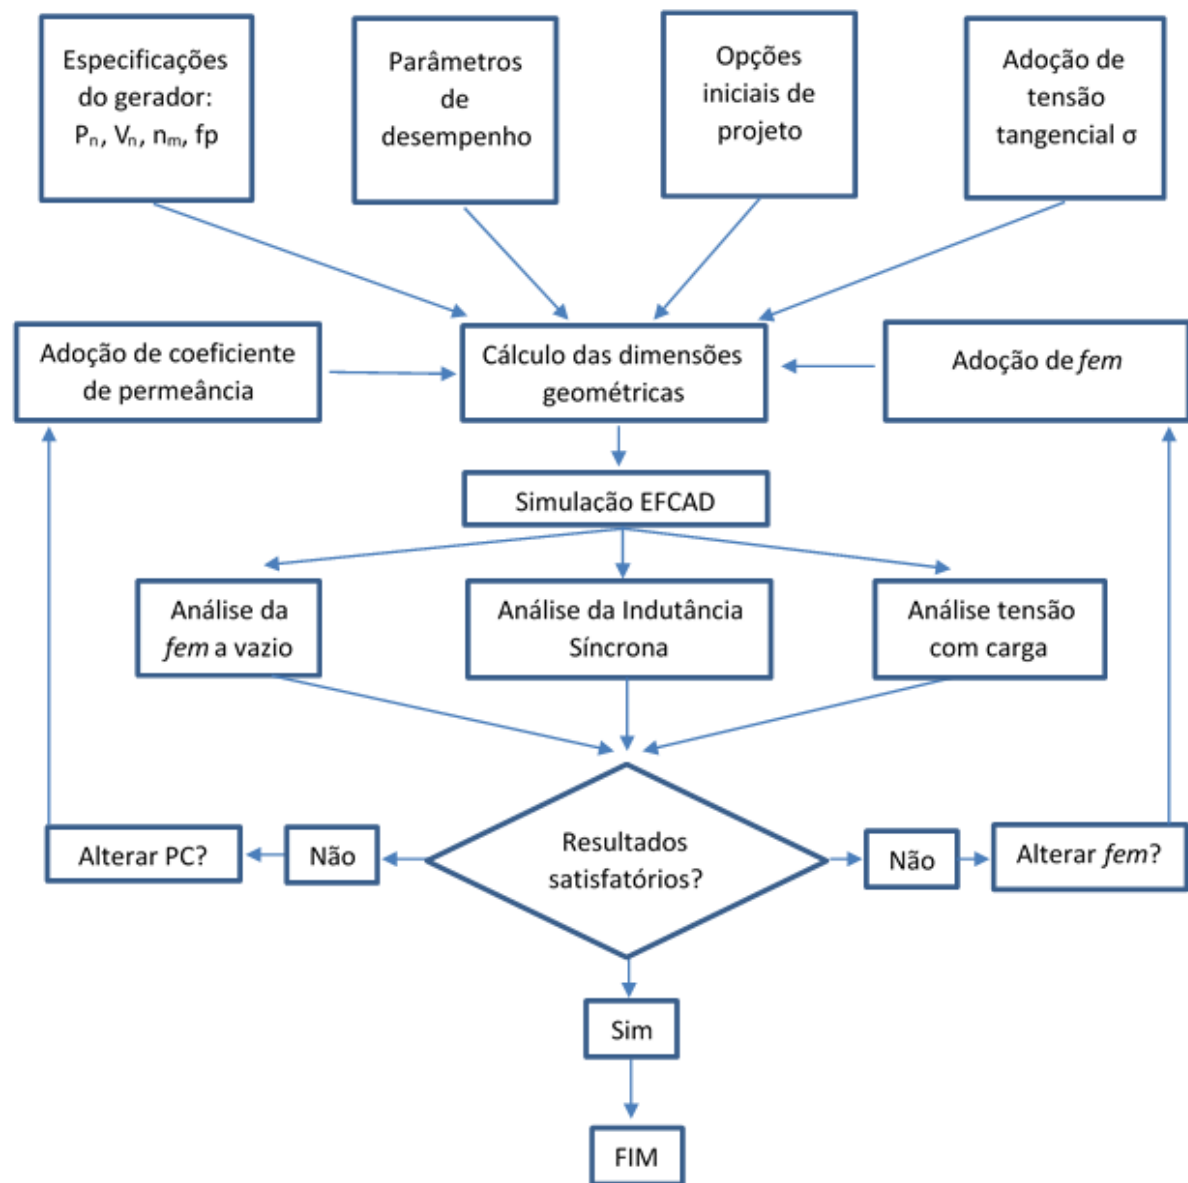 Especificações
do gerador:
Pₙ, Vₙ, nₘ, fp
Parâmetros
de
desempenho
Opções
iniciais de
projeto
Adoção de
tensão
tangencial σ
Adoção de coeficiente
de permeância
Cálculo das dimensões
geométricas
Adoção de fem
Simulação EFCAD
Análise da
fem a vazio
Análise da Indutância
Síncrona
Análise tensão
com carga
Resultados
satisfatórios?
Não
Alterar PC?
Não
Alterar fem?
Sim
FIM